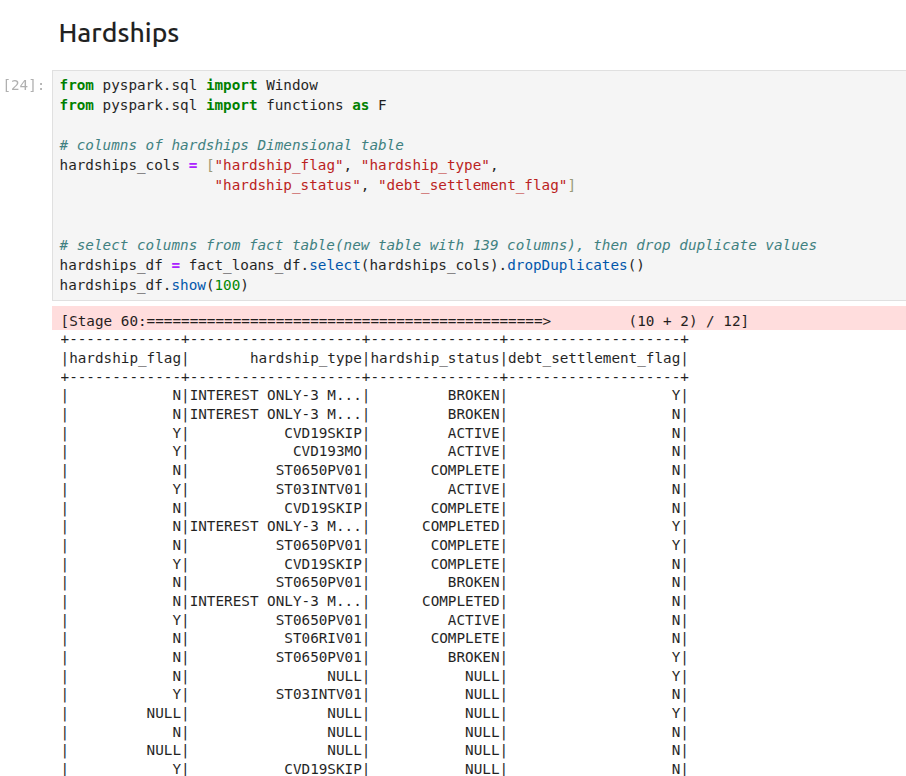 Hardships
[24]:
from pyspark.sql import Window
from pyspark.sql import functions as F
# columns of hardships Dimensional table
hardships_cols = ["hardship_flag", "hardship_type",
                  "hardship_status", "debt_settlement_flag"]
# select columns from fact table(new table with 139 columns), then drop duplicate values
hardships_df = fact_loans_df.select(hardships_cols).dropDuplicates()
hardships_df.show(100)
[Stage 60:==============================================>         (10 + 2) / 12]
+-------------+--------------------+---------------+--------------------+
|hardship_flag|       hardship_type|hardship_status|debt_settlement_flag|
+-------------+--------------------+---------------+--------------------+
|            N|INTEREST ONLY-3 M...|         BROKEN|                   Y|
|            N|INTEREST ONLY-3 M...|         BROKEN|                   N|
|            Y|           CVD19SKIP|         ACTIVE|                   N|
|            Y|            CVD193MO|         ACTIVE|                   N|
|            N|          ST0650PV01|       COMPLETE|                   N|
|            Y|          ST03INTV01|         ACTIVE|                   N|
|            N|           CVD19SKIP|       COMPLETE|                   N|
|            N|INTEREST ONLY-3 M...|      COMPLETED|                   Y|
|            N|          ST0650PV01|       COMPLETE|                   Y|
|            Y|           CVD19SKIP|       COMPLETE|                   N|
|            N|          ST0650PV01|         BROKEN|                   N|
|            N|INTEREST ONLY-3 M...|      COMPLETED|                   N|
|            Y|          ST0650PV01|         ACTIVE|                   N|
|            N|           ST06RIV01|       COMPLETE|                   N|
|            N|          ST0650PV01|         BROKEN|                   Y|
|            N|                NULL|           NULL|                   Y|
|            Y|          ST03INTV01|           NULL|                   N|
|         NULL|                NULL|           NULL|                   Y|
|            N|                NULL|           NULL|                   N|
|         NULL|                NULL|           NULL|                   N|
|            Y|           CVD19SKIP|           NULL|                   N|